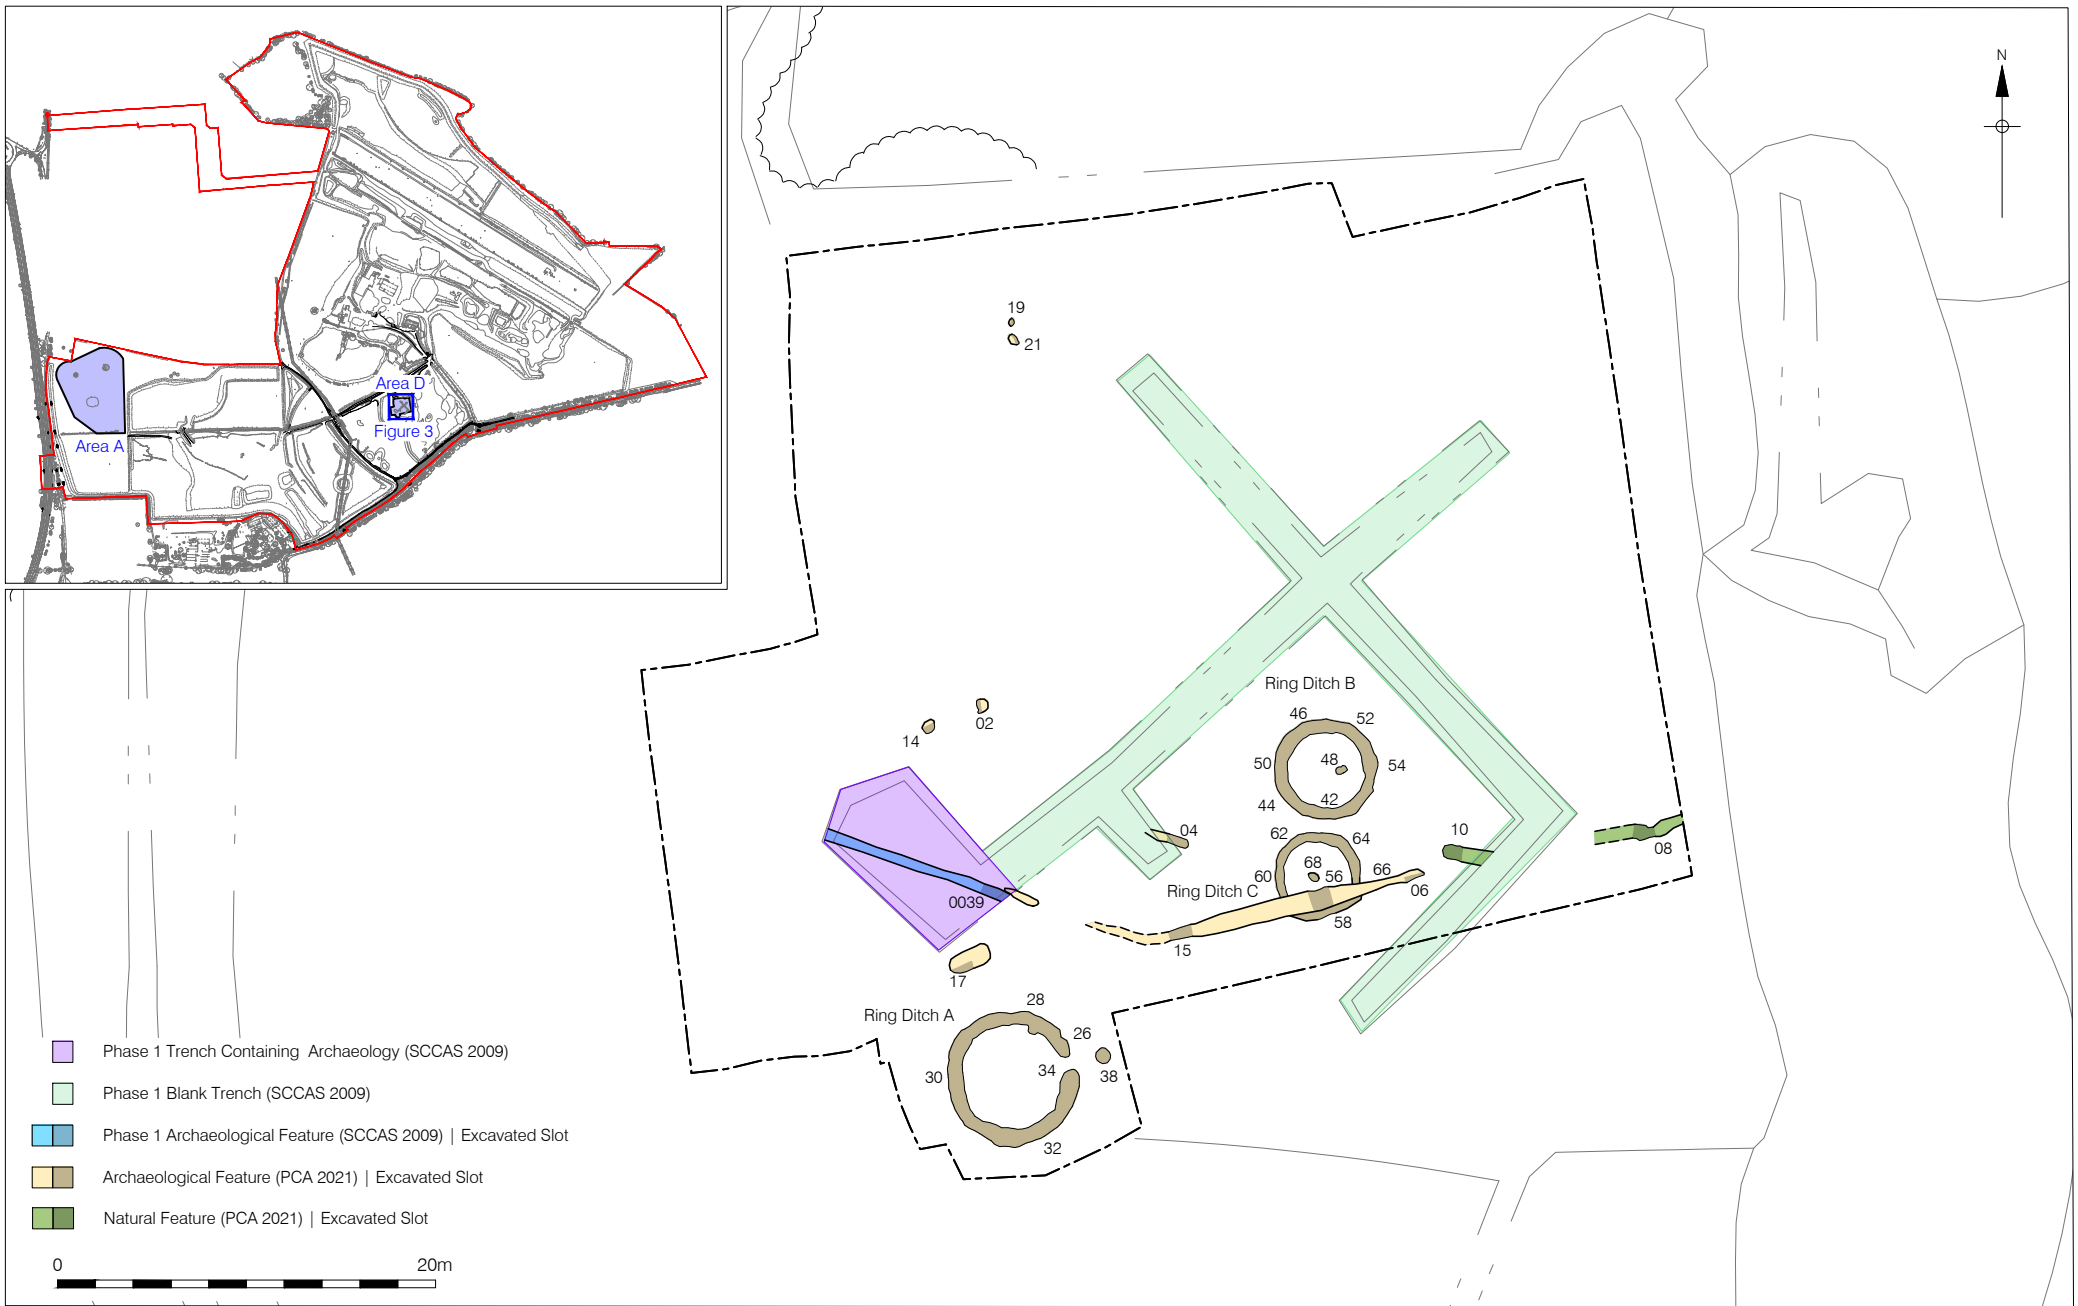 Area D
Figure 3
Area A
N
19
21
02
14
Ring Ditch B
46
52
50
48
54
44
42
04
62
64
10
08
68
60
56
66
06
Ring Ditch C
58
15
0039
17
Ring Ditch A
28
26
30
34
38
32
Phase 1 Trench Containing Archaeology (SCCAS 2009)
Phase 1 Blank Trench (SCCAS 2009)
Phase 1 Archaeological Feature (SCCAS 2009) | Excavated Slot
Archaeological Feature (PCA 2021) | Excavated Slot
Natural Feature (PCA 2021) | Excavated Slot
0 20m